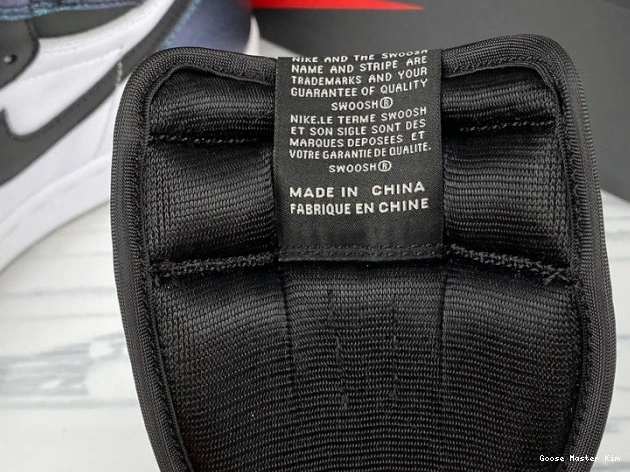 NIKE AND THE SWOOSH
NAME AND STRIPE ARE
TRADEMARKS AND YOUR
GUARANTEE OF QUALITY
SWOOSH®
NIKE.LE TERME SWOOSH
ET SON SIGLE SONT DES
MARQUES DEPOSEES ET
VOTRE GARANTIE DE QUALITE.
SWOOSH®
MADE IN CHINA
FABRIQUE EN CHINE
Goose Master Kim